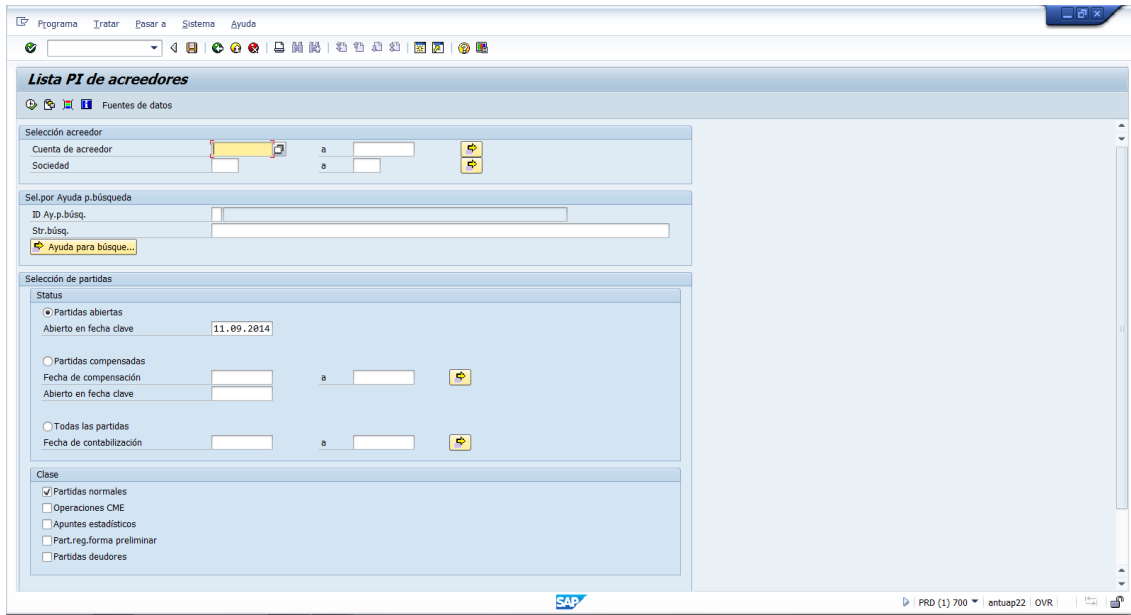 Programa Tratar Pasar a Sistema Ayuda
Lista PI de acreedores
Fuentes de datos
Selección acreedor
Cuenta de acreedor a
Sociedad a
Sel.por Ayuda p.búsqueda
ID Ay.p.búsq.
Str.búsq.
Ayuda para búsque...
Selección de partidas
Status
Partidas abiertas
Abierto en fecha clave 11.09.2014
Partidas compensadas
Fecha de compensación a
Abierto en fecha clave
Todas las partidas
Fecha de contabilización a
Clase
Partidas normales
Operaciones CME
Apuntes estadísticos
Part.reg.forma preliminar
Partidas deudores
SAP PRD (1) 700 antuap22 OVR